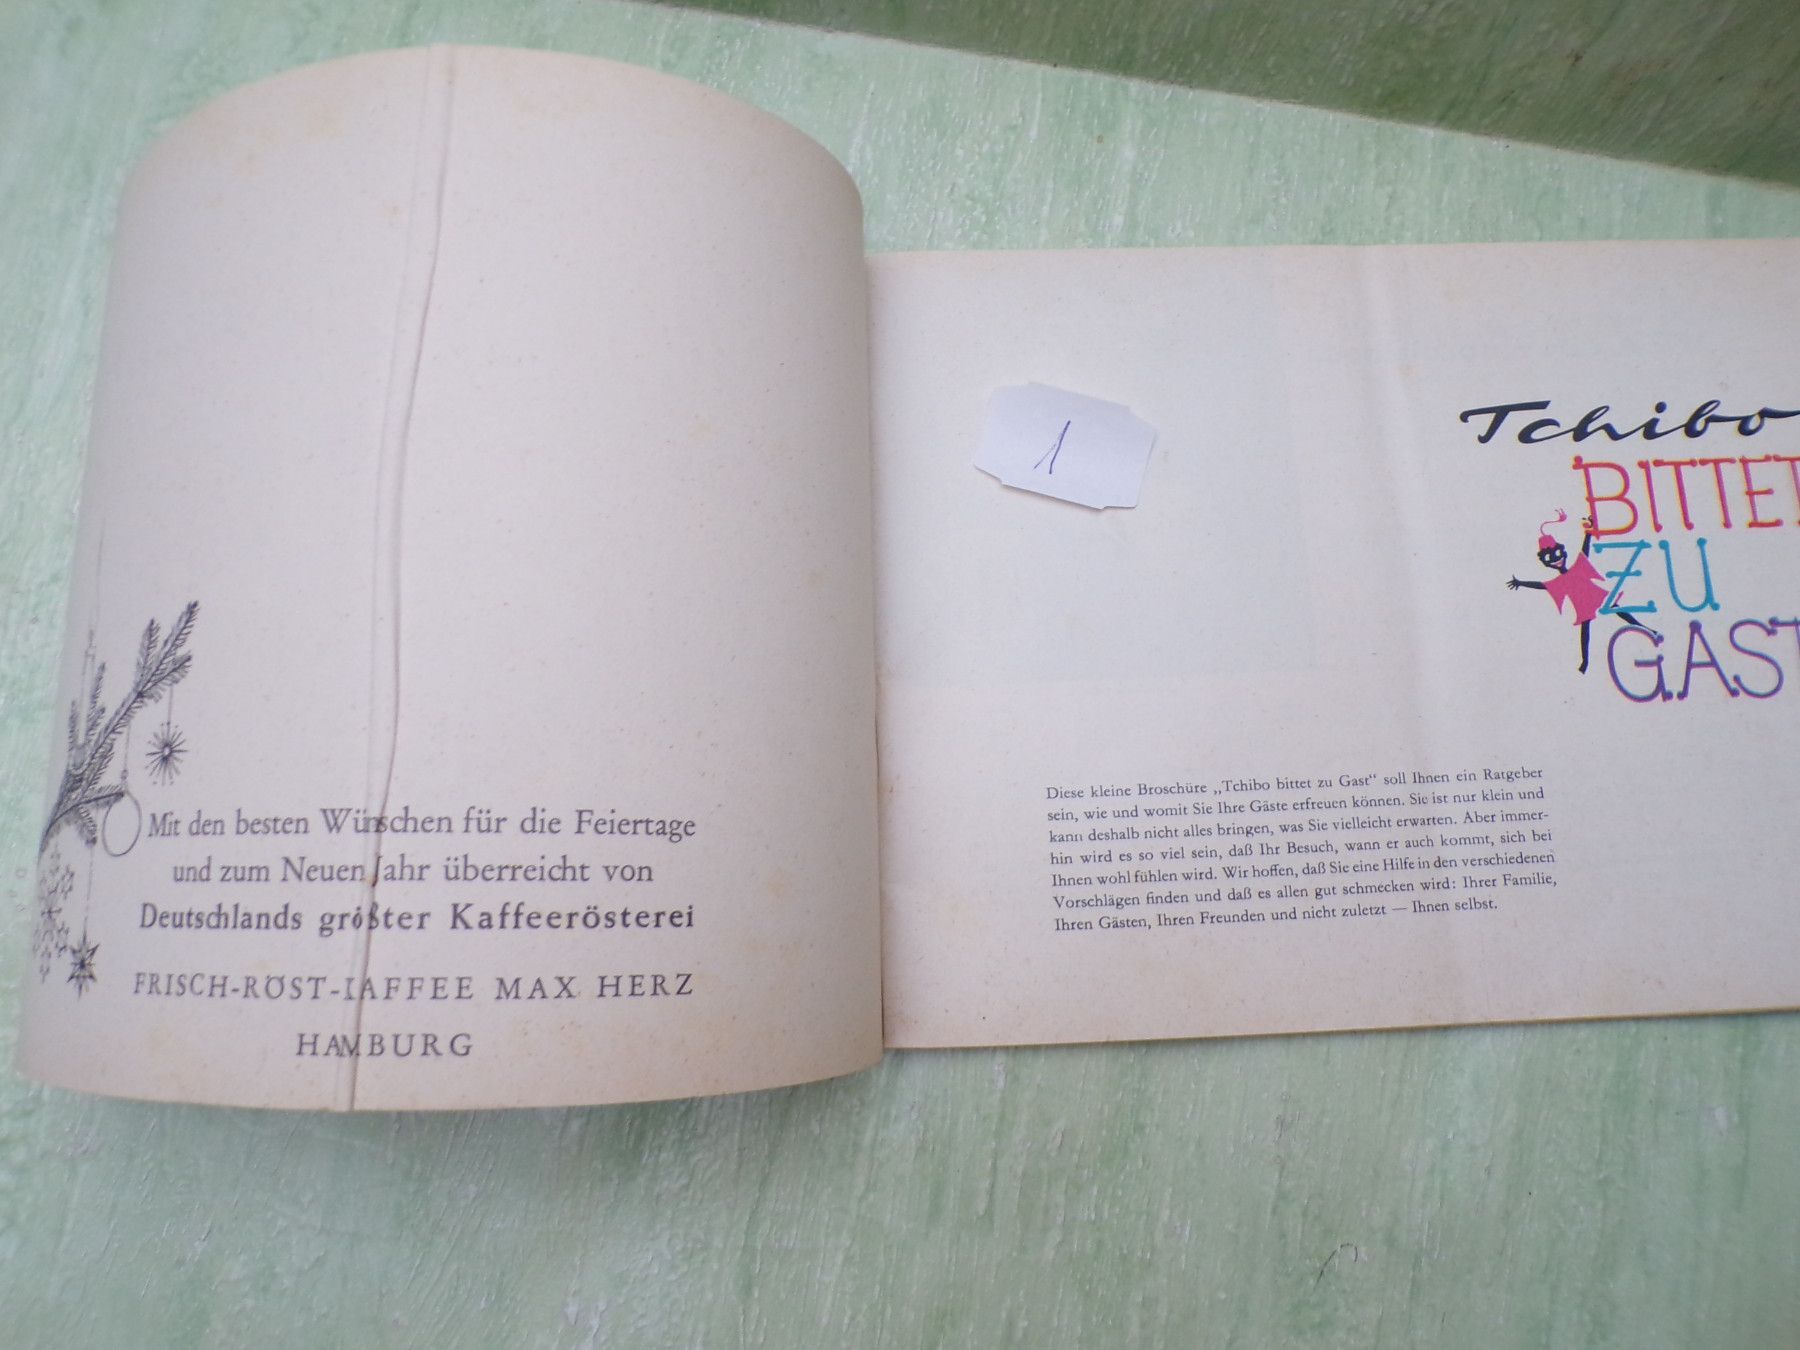 Mit den besten Wünschen für die Feiertage
und zum Neuen Jahr überreicht von
Deutschlands größter Kaffeerösterei
FRISCH-RÖST-KAFFEE MAX HERZ
HAMBURG
1
Tchibo
BITTET
ZU
GAST
Diese kleine Broschüre „Tchibo bittet zu Gast“ soll Ihnen ein Ratgeber
sein, wie und womit Sie Ihre Gäste erfreuen können. Sie ist nur klein und
kann deshalb nicht alles bringen, was Sie vielleicht erwarten. Aber immer-
hin wird es so viel sein, daß Ihr Besuch, wann er auch kommt, sich bei
Ihnen wohl fühlen wird. Wir hoffen, daß Sie eine Hilfe in den verschiedenen
Vorschlägen finden und daß es allen gut schmecken wird: Ihrer Familie,
Ihren Gästen, Ihren Freunden und nicht zuletzt — Ihnen selbst.